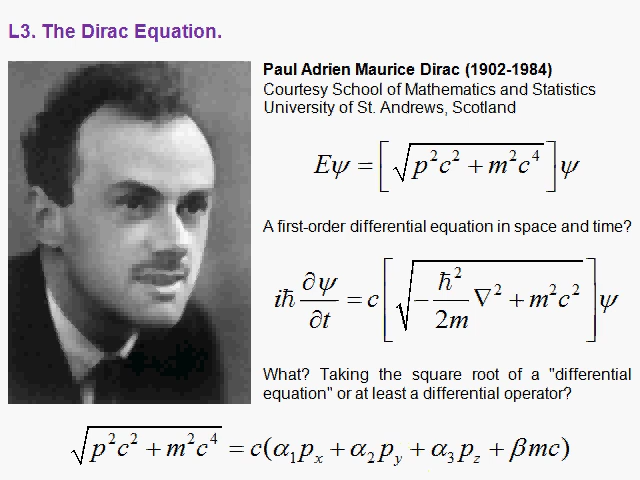 L3. The Dirac Equation.
Paul Adrien Maurice Dirac (1902-1984)
Courtesy School of Mathematics and Statistics
University of St. Andrews, Scotland
Eψ = [√(p²c² + m²c⁴)]ψ
A first-order differential equation in space and time?
iħ ∂ψ/∂t = c[√(-ħ²/2m ∇² + m²c²)]ψ
What? Taking the square root of a "differential
equation" or at least a differential operator?
√(p²c² + m²c⁴) = c(α₁pₓ + α₂p_y + α₃p_z + βmc)